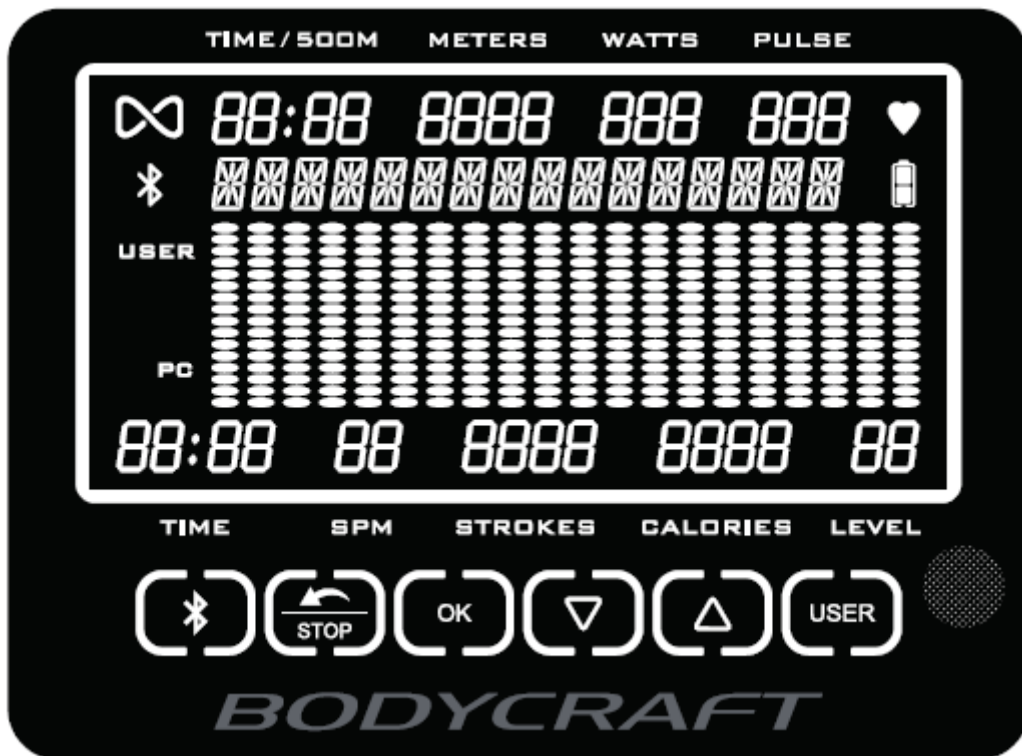 TIME/500M METERS WATTS PULSE
88:88 8888 888 888
USER
PC
88:88 88 8888 8888 88
TIME SPM STROKES CALORIES LEVEL
STOP OK USER
BODYCRAFT